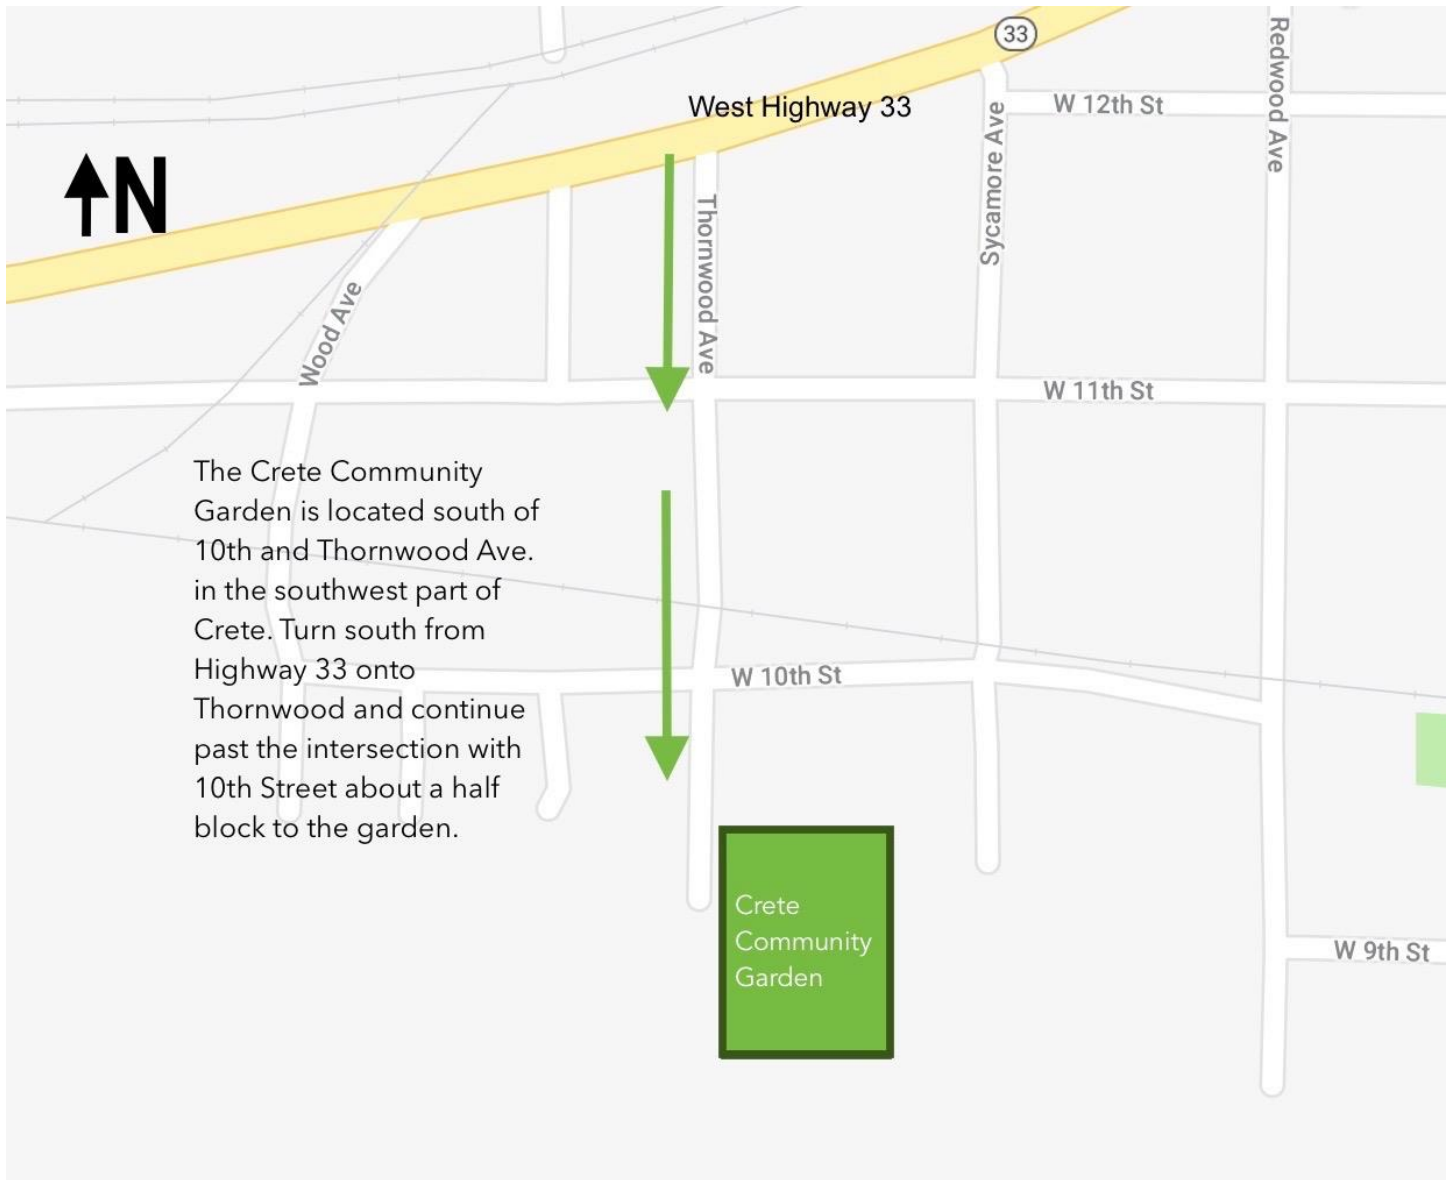 33
Redwood Ave
West Highway 33
W 12th St
Sycamore Ave
N
Thornwood Ave
Wood Ave
W 11th St
The Crete Community
Garden is located south of
10th and Thornwood Ave.
in the southwest part of
Crete. Turn south from
Highway 33 onto
Thornwood and continue
past the intersection with
10th Street about a half
block to the garden.
W 10th St
Crete
Community
Garden
W 9th St